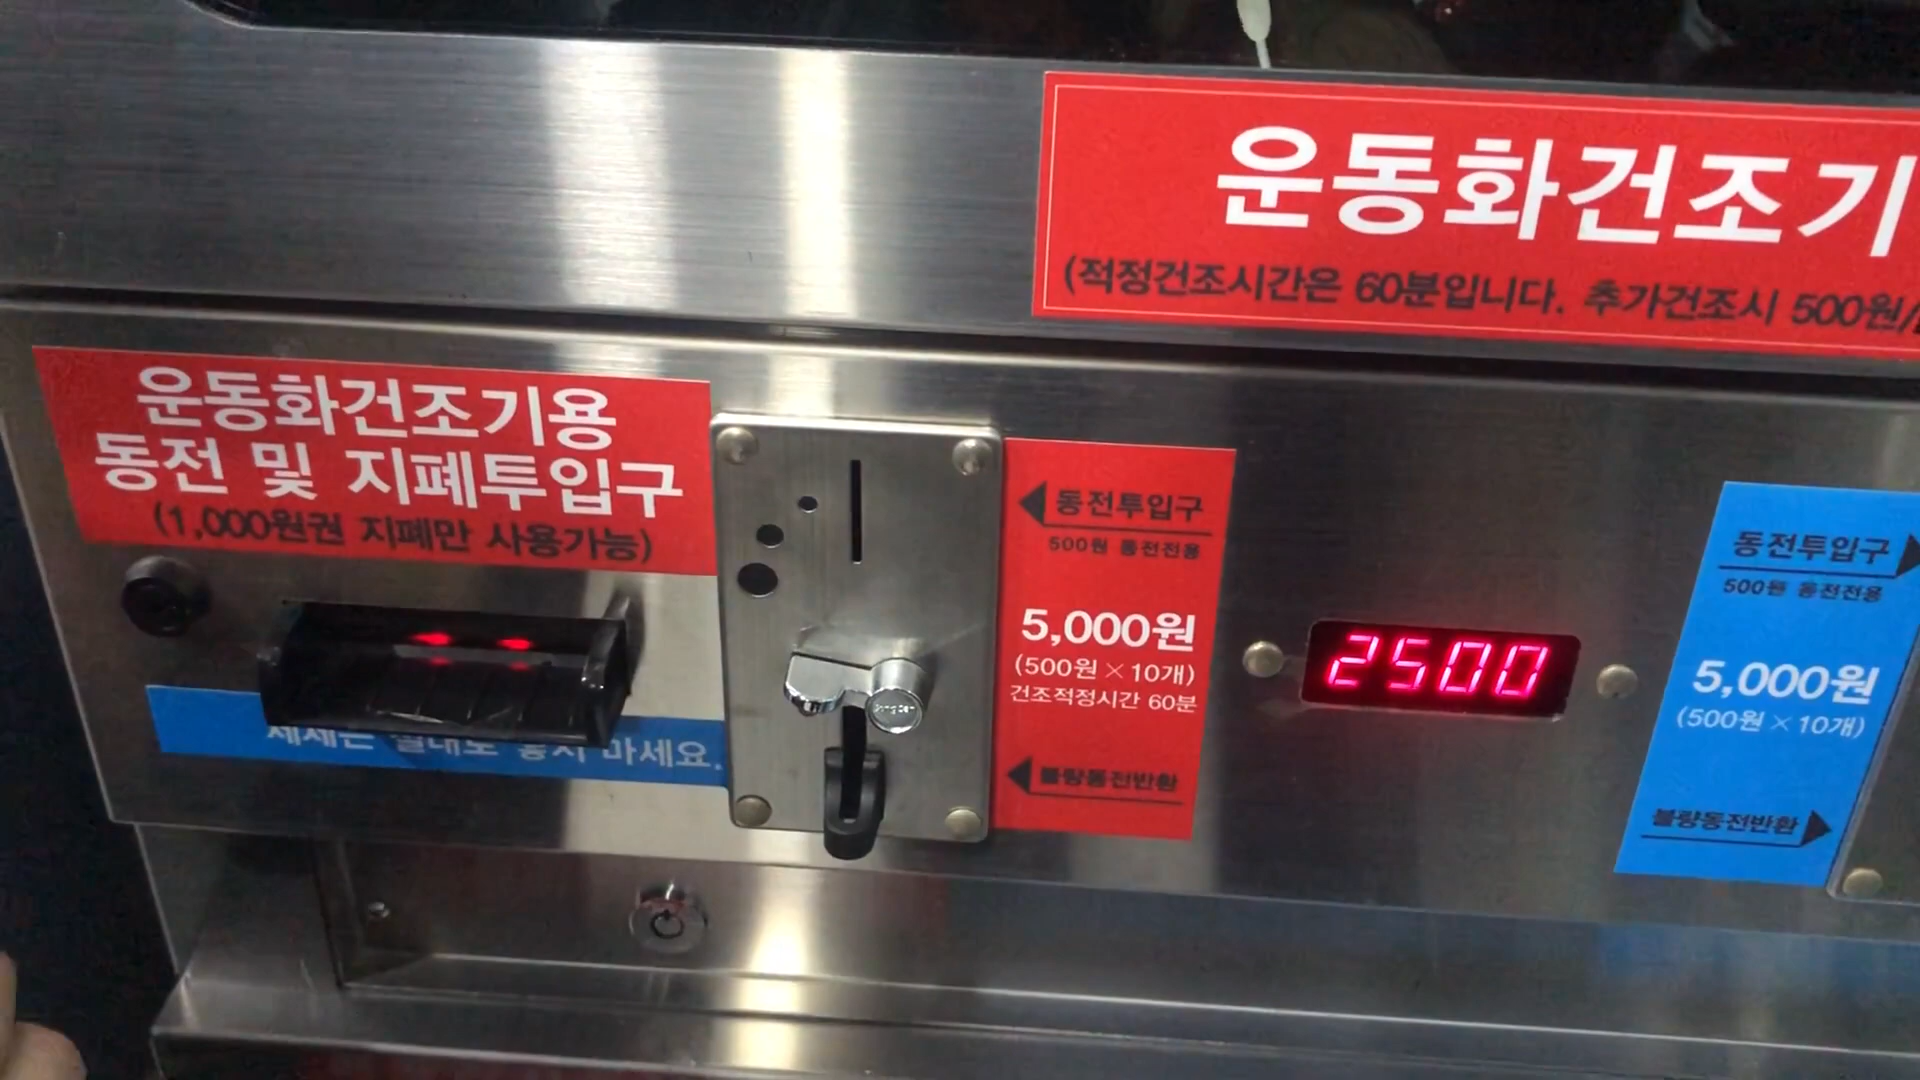 운동화건조기
(적정건조시간은 60분입니다. 추가건조시 500원/
운동화건조기용
동전 및 지폐투입구
(1,000원권 지폐만 사용가능)
마세요.
동전투입구
500원 동전전용
5,000원
(500원×10개)
건조적정시간 60분
불량동전반환
2500
동전투입구
500원 동전전용
5,000원
(500원×10개)
불량동전반환